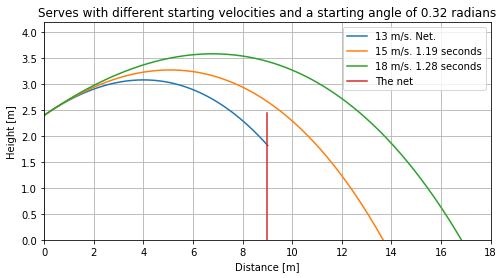 Serves with different starting velocities and a starting angle of 0.32 radians
13 m/s. Net.
15 m/s. 1.19 seconds
18 m/s. 1.28 seconds
The net
Height [m]
4.0
3.5
3.0
2.5
2.0
1.5
1.0
0.5
0.0
0 2 4 6 8 10 12 14 16 18
Distance [m]